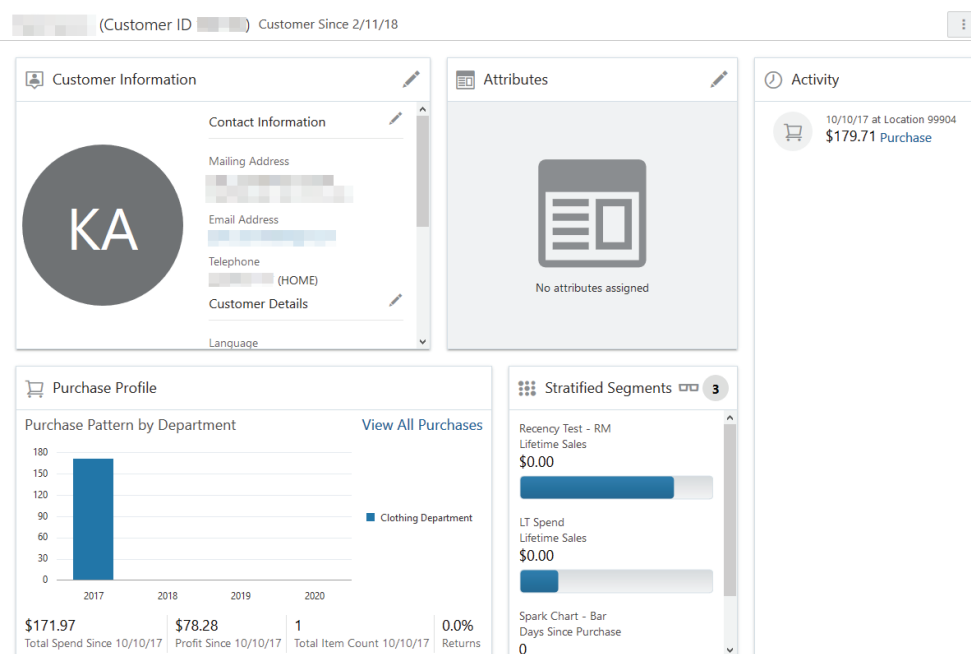 (Customer ID ) Customer Since 2/11/18
Customer Information
Contact Information
Mailing Address
Email Address
Telephone
(HOME)
Customer Details
Language
KA
Attributes
No attributes assigned
Activity
10/10/17 at Location 99904
$179.71 Purchase
Purchase Profile
Purchase Pattern by Department
View All Purchases
180
150
120
90
60
30
0
2017 2018 2019 2020
Clothing Department
$171.97
Total Spend Since 10/10/17
$78.28
Profit Since 10/10/17
1
Total Item Count 10/10/17
0.0%
Returns
Stratified Segments 3
Recency Test - RM
Lifetime Sales
$0.00
LT Spend
Lifetime Sales
$0.00
Spark Chart - Bar
Days Since Purchase
0